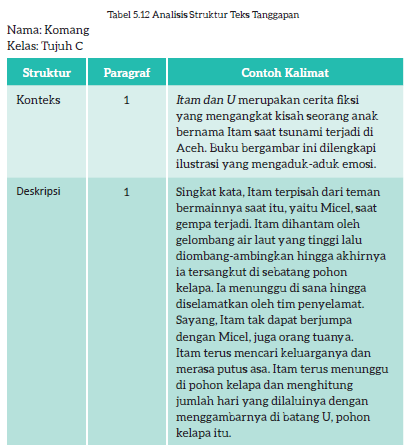 Tabel 5.12 Analisis Struktur Teks Tanggapan
Nama: Komang
Kelas: Tujuh C
Struktur Paragraf Contoh Kalimat
Konteks 1 Itam dan U merupakan cerita fiksi
yang mengangkat kisah seorang anak
bernama Itam saat tsunami terjadi di
Aceh. Buku bergambar ini dilengkapi
ilustrasi yang mengaduk-aduk emosi.
Deskripsi 1 Singkat kata, Itam terpisah dari teman
bermainnya saat itu, yaitu Micel, saat
gempa terjadi. Itam dihantam oleh
gelombang air laut yang tinggi lalu
diombang-ambingkan hingga akhirnya
ia tersangkut di sebatang pohon
kelapa. Ia menunggu di sana hingga
diselamatkan oleh tim penyelamat.
Sayang, Itam tak dapat berjumpa
dengan Micel, juga orang tuanya.
Itam terus mencari keluarganya dan
merasa putus asa. Itam terus menunggu
di pohon kelapa dan menghitung
jumlah hari yang dilaluinya dengan
menggambarnya di batang U, pohon
kelapa itu.